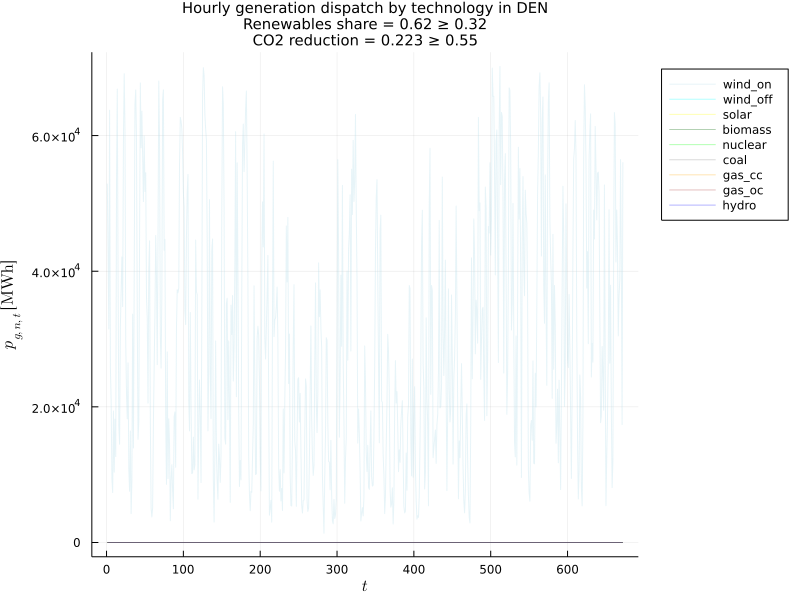 Hourly generation dispatch by technology in DEN
Renewables share = 0.62 ≥ 0.32
CO2 reduction = 0.223 ≥ 0.55
wind_on
wind_off
solar
biomass
nuclear
coal
gas_cc
gas_oc
hydro
p_{g,n,t} [MWh]
6.0×10⁴
4.0×10⁴
2.0×10⁴
0
0 100 200 300 400 500 600
t